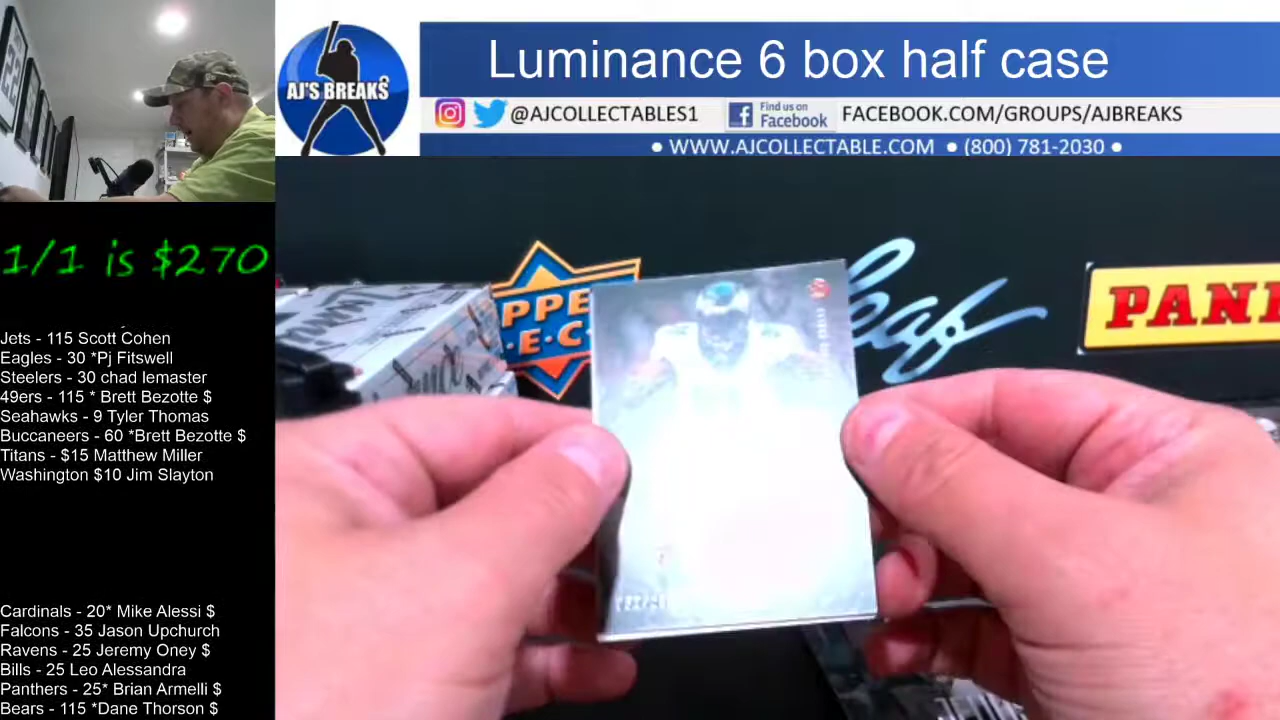 Luminance 6 box half case
AJ'S BREAKS
@AJCOLLECTABLES1
Find us on
Facebook
FACEBOOK.COM/GROUPS/AJBREAKS
• WWW.AJCOLLECTABLE.COM • (800) 781-2030 •
1/1 is $270
Jets - 115 Scott Cohen
Eagles - 30 *Pj Fitswell
Steelers - 30 chad lemaster
49ers - 115 * Brett Bezotte $
Seahawks - 9 Tyler Thomas
Buccaneers - 60 *Brett Bezotte $
Titans - $15 Matthew Miller
Washington $10 Jim Slayton
Cardinals - 20* Mike Alessi $
Falcons - 35 Jason Upchurch
Ravens - 25 Jeremy Oney $
Bills - 25 Leo Alessandra
Panthers - 25* Brian Armelli $
Bears - 115 *Dane Thorson $
PPE
E·C
leaf
PANI